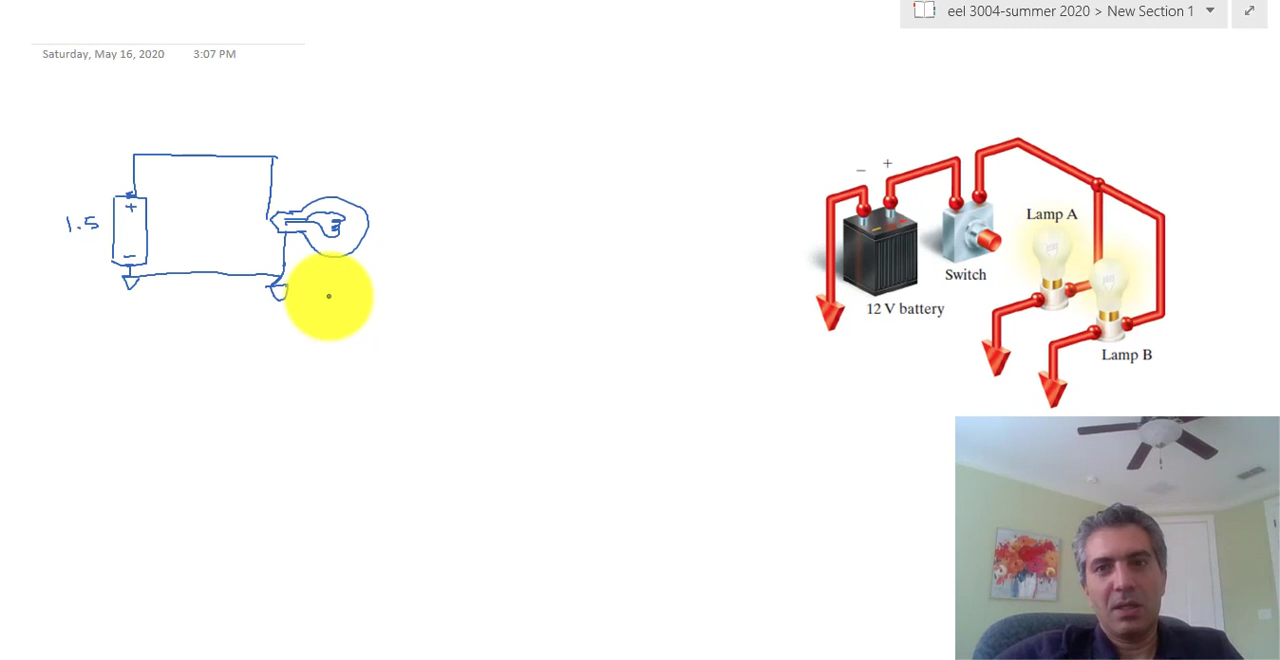 eel 3004-summer 2020 > New Section 1
Saturday, May 16, 2020 3:07 PM
1.5
+
−
− +
Lamp A
Switch
12 V battery
Lamp B